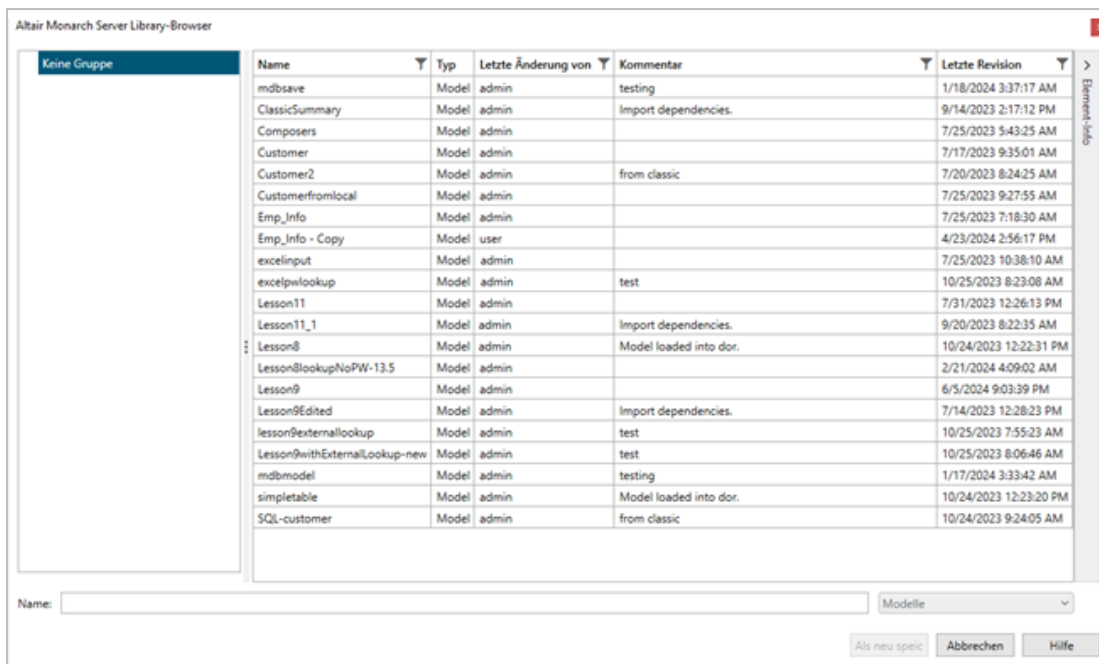 Altair Monarch Server Library-Browser
Keine Gruppe
Name Typ Letzte Änderung von Kommentar Letzte Revision
mdbsave Model admin testing 1/18/2024 3:37:17 AM
ClassicSummary Model admin Import dependencies. 9/14/2023 2:17:12 PM
Composers Model admin 7/25/2023 5:43:25 AM
Customer Model admin 7/17/2023 9:35:01 AM
Customer2 Model admin from classic 7/20/2023 8:24:25 AM
Customerfromlocal Model admin 7/25/2023 9:27:55 AM
Emp_Info Model admin 7/25/2023 7:18:30 AM
Emp_Info - Copy Model user 4/23/2024 2:56:17 PM
excelinput Model admin 7/25/2023 10:38:10 AM
excelpwlookup Model admin test 10/25/2023 8:23:08 AM
Lesson11 Model admin 7/31/2023 12:26:13 PM
Lesson11_1 Model admin Import dependencies. 9/20/2023 8:22:35 AM
Lesson8 Model admin Model loaded into dor. 10/24/2023 12:22:31 PM
Lesson8lookupNoPW-13.5 Model admin 2/21/2024 4:09:02 AM
Lesson9 Model admin 6/5/2024 9:03:39 PM
Lesson9Edited Model admin Import dependencies. 7/14/2023 12:28:23 PM
lesson9externallookup Model admin test 10/25/2023 7:55:23 AM
Lesson9withExternalLookup-new Model admin test 10/25/2023 8:06:46 AM
mdbmodel Model admin testing 1/17/2024 3:33:42 AM
simpletable Model admin Model loaded into dor. 10/24/2023 12:23:20 PM
SQL-customer Model admin from classic 10/24/2023 9:24:05 AM
Element-Info
Name: Modelle
Als neu speic Abbrechen Hilfe